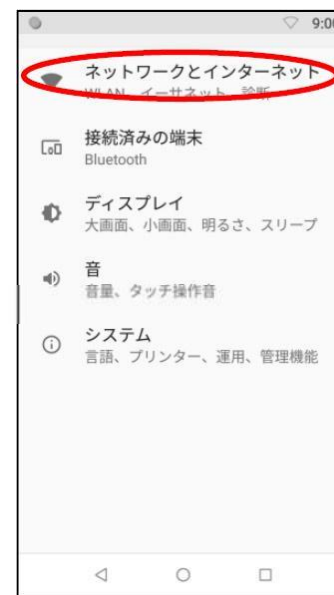 9:00
ネットワークとインターネット
WLAN、イーサネット、診断
接続済みの端末
Bluetooth
ディスプレイ
大画面、小画面、明るさ、スリープ
音
音量、タッチ操作音
システム
言語、プリンター、運用、管理機能